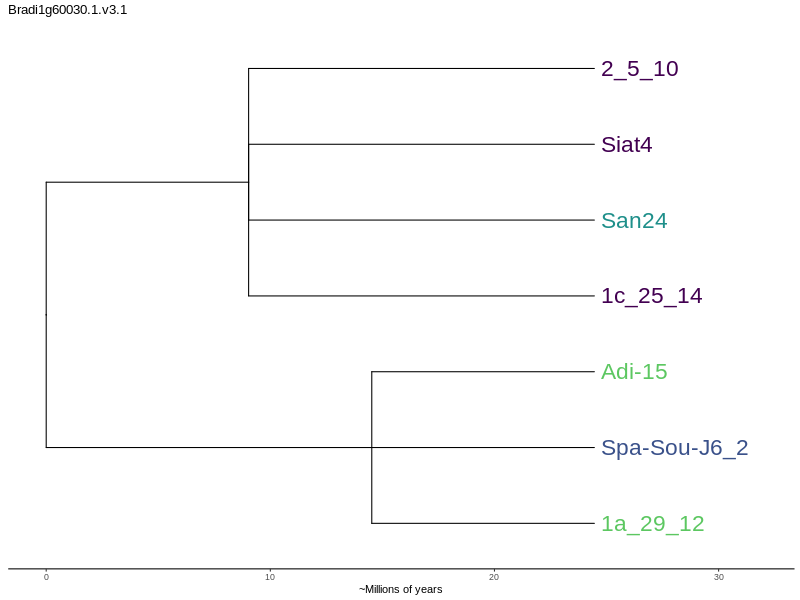 Bradi1g60030.1.v3.1
2_5_10
Siat4
San24
1c_25_14
Adi-15
Spa-Sou-J6_2
1a_29_12
0 10 20 30
~Millions of years